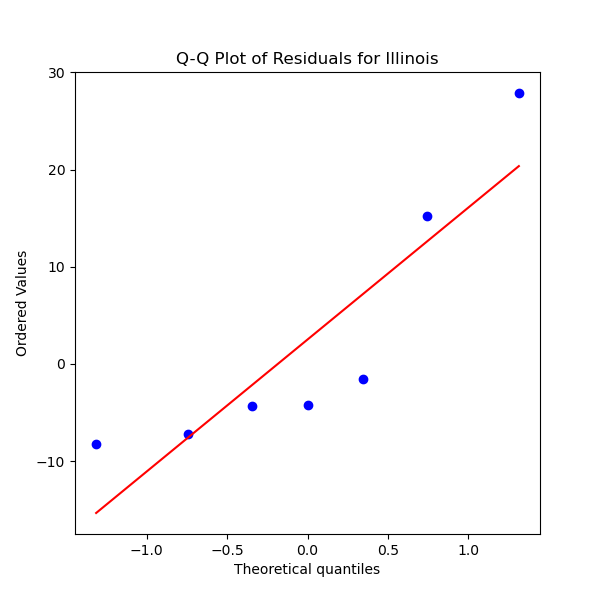 Q-Q Plot of Residuals for Illinois
30
20
10
0
−10
Ordered Values
−1.0 −0.5 0.0 0.5 1.0
Theoretical quantiles